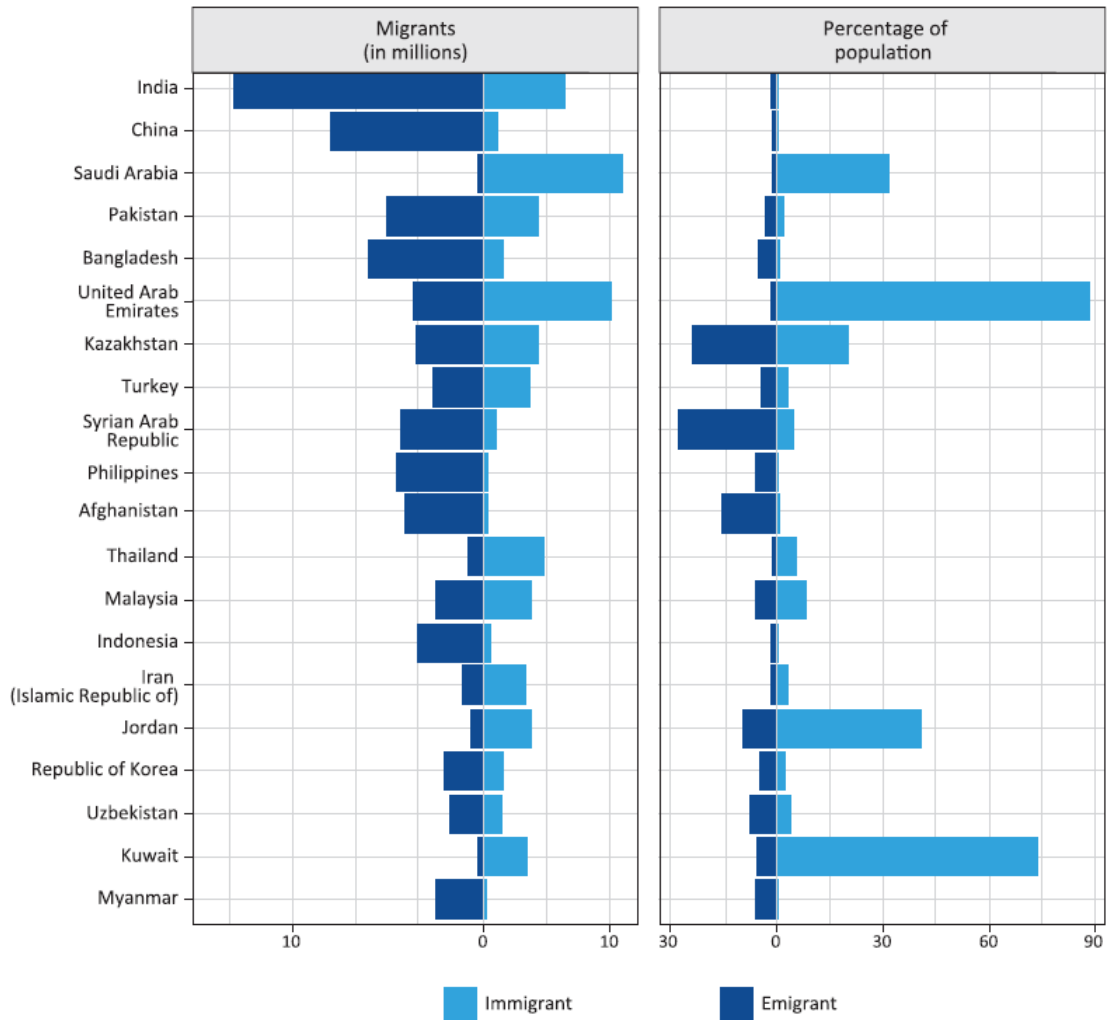 Migrants
(in millions)
Percentage of
population
India
China
Saudi Arabia
Pakistan
Bangladesh
United Arab
Emirates
Kazakhstan
Turkey
Syrian Arab
Republic
Philippines
Afghanistan
Thailand
Malaysia
Indonesia
Iran
(Islamic Republic of)
Jordan
Republic of Korea
Uzbekistan
Kuwait
Myanmar
10 0 10
30 0 30 60 90
Immigrant
Emigrant